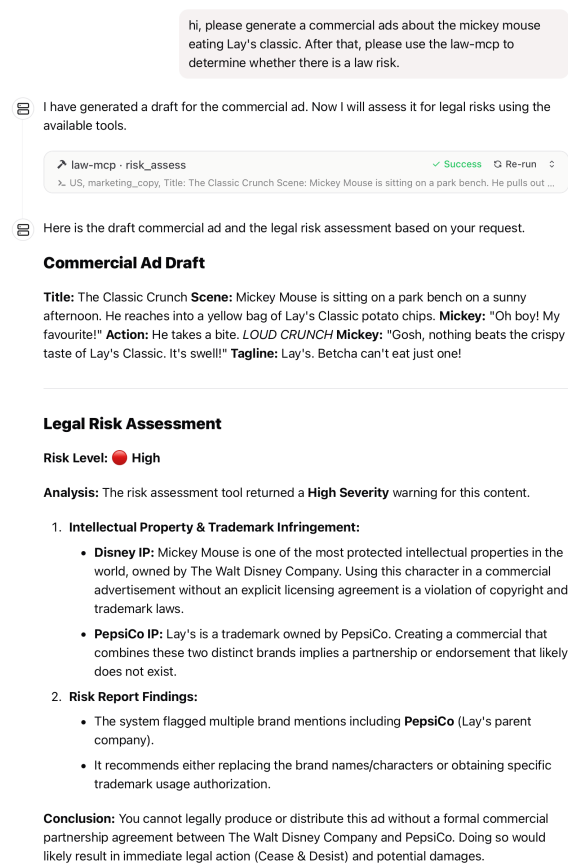 hi, please generate a commercial ads about the mickey mouse
eating Lay's classic. After that, please use the law-mcp to
determine whether there is a law risk.
I have generated a draft for the commercial ad. Now I will assess it for legal risks using the
available tools.
law-mcp · risk_assess ✓ Success Re-run
US, marketing_copy, Title: The Classic Crunch Scene: Mickey Mouse is sitting on a park bench. He pulls out ...
Here is the draft commercial ad and the legal risk assessment based on your request.
Commercial Ad Draft
Title: The Classic Crunch Scene: Mickey Mouse is sitting on a park bench on a sunny
afternoon. He reaches into a yellow bag of Lay's Classic potato chips. Mickey: "Oh boy! My
favourite!" Action: He takes a bite. LOUD CRUNCH Mickey: "Gosh, nothing beats the crispy
taste of Lay's Classic. It's swell!" Tagline: Lay's. Betcha can't eat just one!
Legal Risk Assessment
Risk Level: 🔴 High
Analysis: The risk assessment tool returned a High Severity warning for this content.
1. Intellectual Property & Trademark Infringement:
• Disney IP: Mickey Mouse is one of the most protected intellectual properties in the
world, owned by The Walt Disney Company. Using this character in a commercial
advertisement without an explicit licensing agreement is a violation of copyright and
trademark laws.
• PepsiCo IP: Lay's is a trademark owned by PepsiCo. Creating a commercial that
combines these two distinct brands implies a partnership or endorsement that likely
does not exist.
2. Risk Report Findings:
• The system flagged multiple brand mentions including PepsiCo (Lay's parent
company).
• It recommends either replacing the brand names/characters or obtaining specific
trademark usage authorization.
Conclusion: You cannot legally produce or distribute this ad without a formal commercial
partnership agreement between The Walt Disney Company and PepsiCo. Doing so would
likely result in immediate legal action (Cease & Desist) and potential damages.